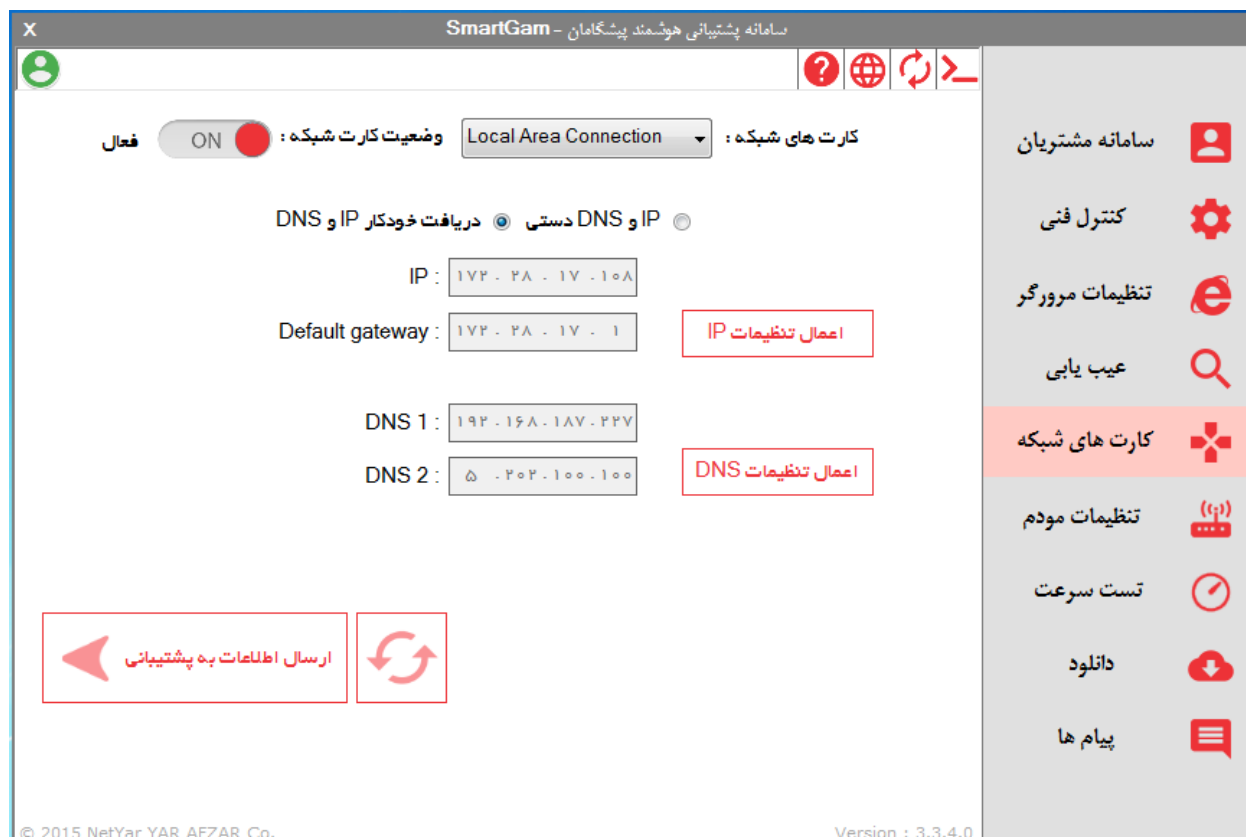 سامانه پشتیبانی هوشمند پیشگامان - SmartGam
X
کارت های شبکه :
Local Area Connection
وضعیت کارت شبکه :
ON
فعال
IP و DNS دستی
دریافت خودکار IP و DNS
IP : ۱۷۲ . ۲۸ . ۱۷ .۱۰۸
Default gateway : ۱۷۲ . ۲۸ . ۱۷ . ۱
اعمال تنظیمات IP
DNS 1 : ۱۹۲ . ۱۶۸ . ۱۸۷ . ۲۲۷
DNS 2 : ۵ .۲۰۲ . ۱۰۰ . ۱۰۰
اعمال تنظیمات DNS
ارسال اطلاعات به پشتیبانی
سامانه مشتریان
کنترل فنی
تنظیمات مرورگر
عیب یابی
کارت های شبکه
تنظیمات مودم
تست سرعت
دانلود
پیام ها
© 2015 NetYar YAR AFZAR Co.
Version : 3.3.4.0